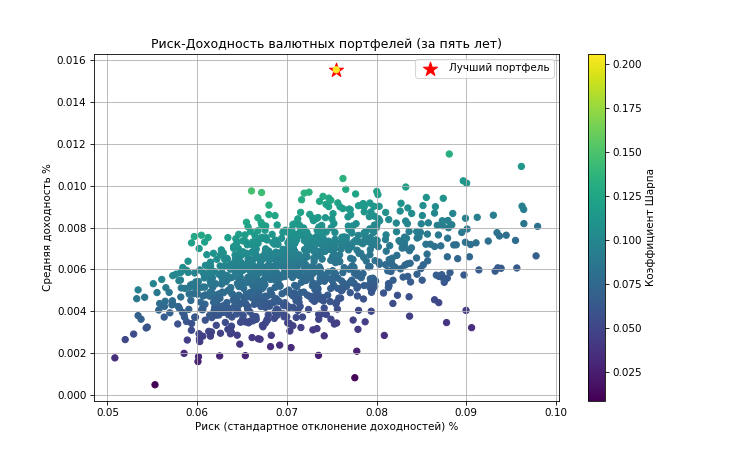 Риск-Доходность валютных портфелей (за пять лет)
Лучший портфель
Средняя доходность %
0.016
0.014
0.012
0.010
0.008
0.006
0.004
0.002
0.000
0.05 0.06 0.07 0.08 0.09 0.10
Риск (стандартное отклонение доходностей) %
0.200
0.175
0.150
0.125
0.100
0.075
0.050
0.025
Коэффициент Шарпа